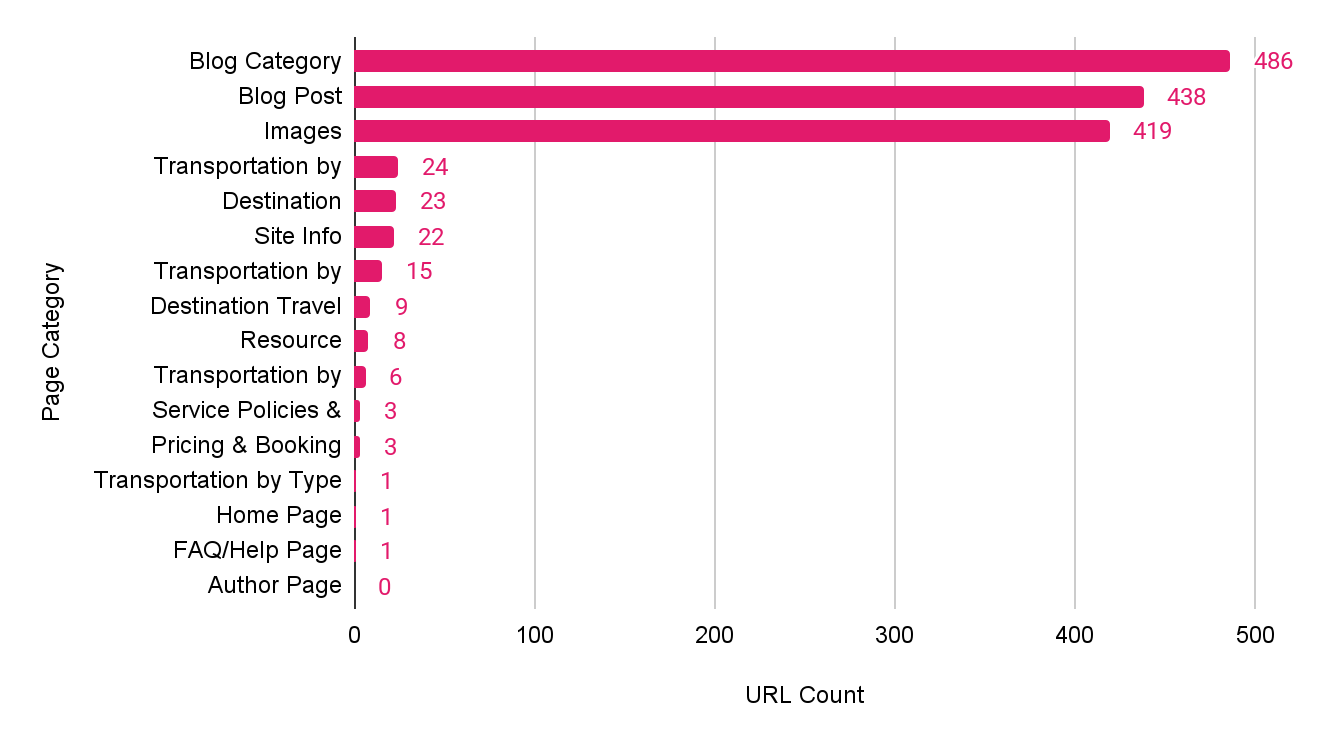 Page Category
Blog Category 486
Blog Post 438
Images 419
Transportation by 24
Destination 23
Site Info 22
Transportation by 15
Destination Travel 9
Resource 8
Transportation by 6
Service Policies & 3
Pricing & Booking 3
Transportation by Type 1
Home Page 1
FAQ/Help Page 1
Author Page 0
0 100 200 300 400 500
URL Count